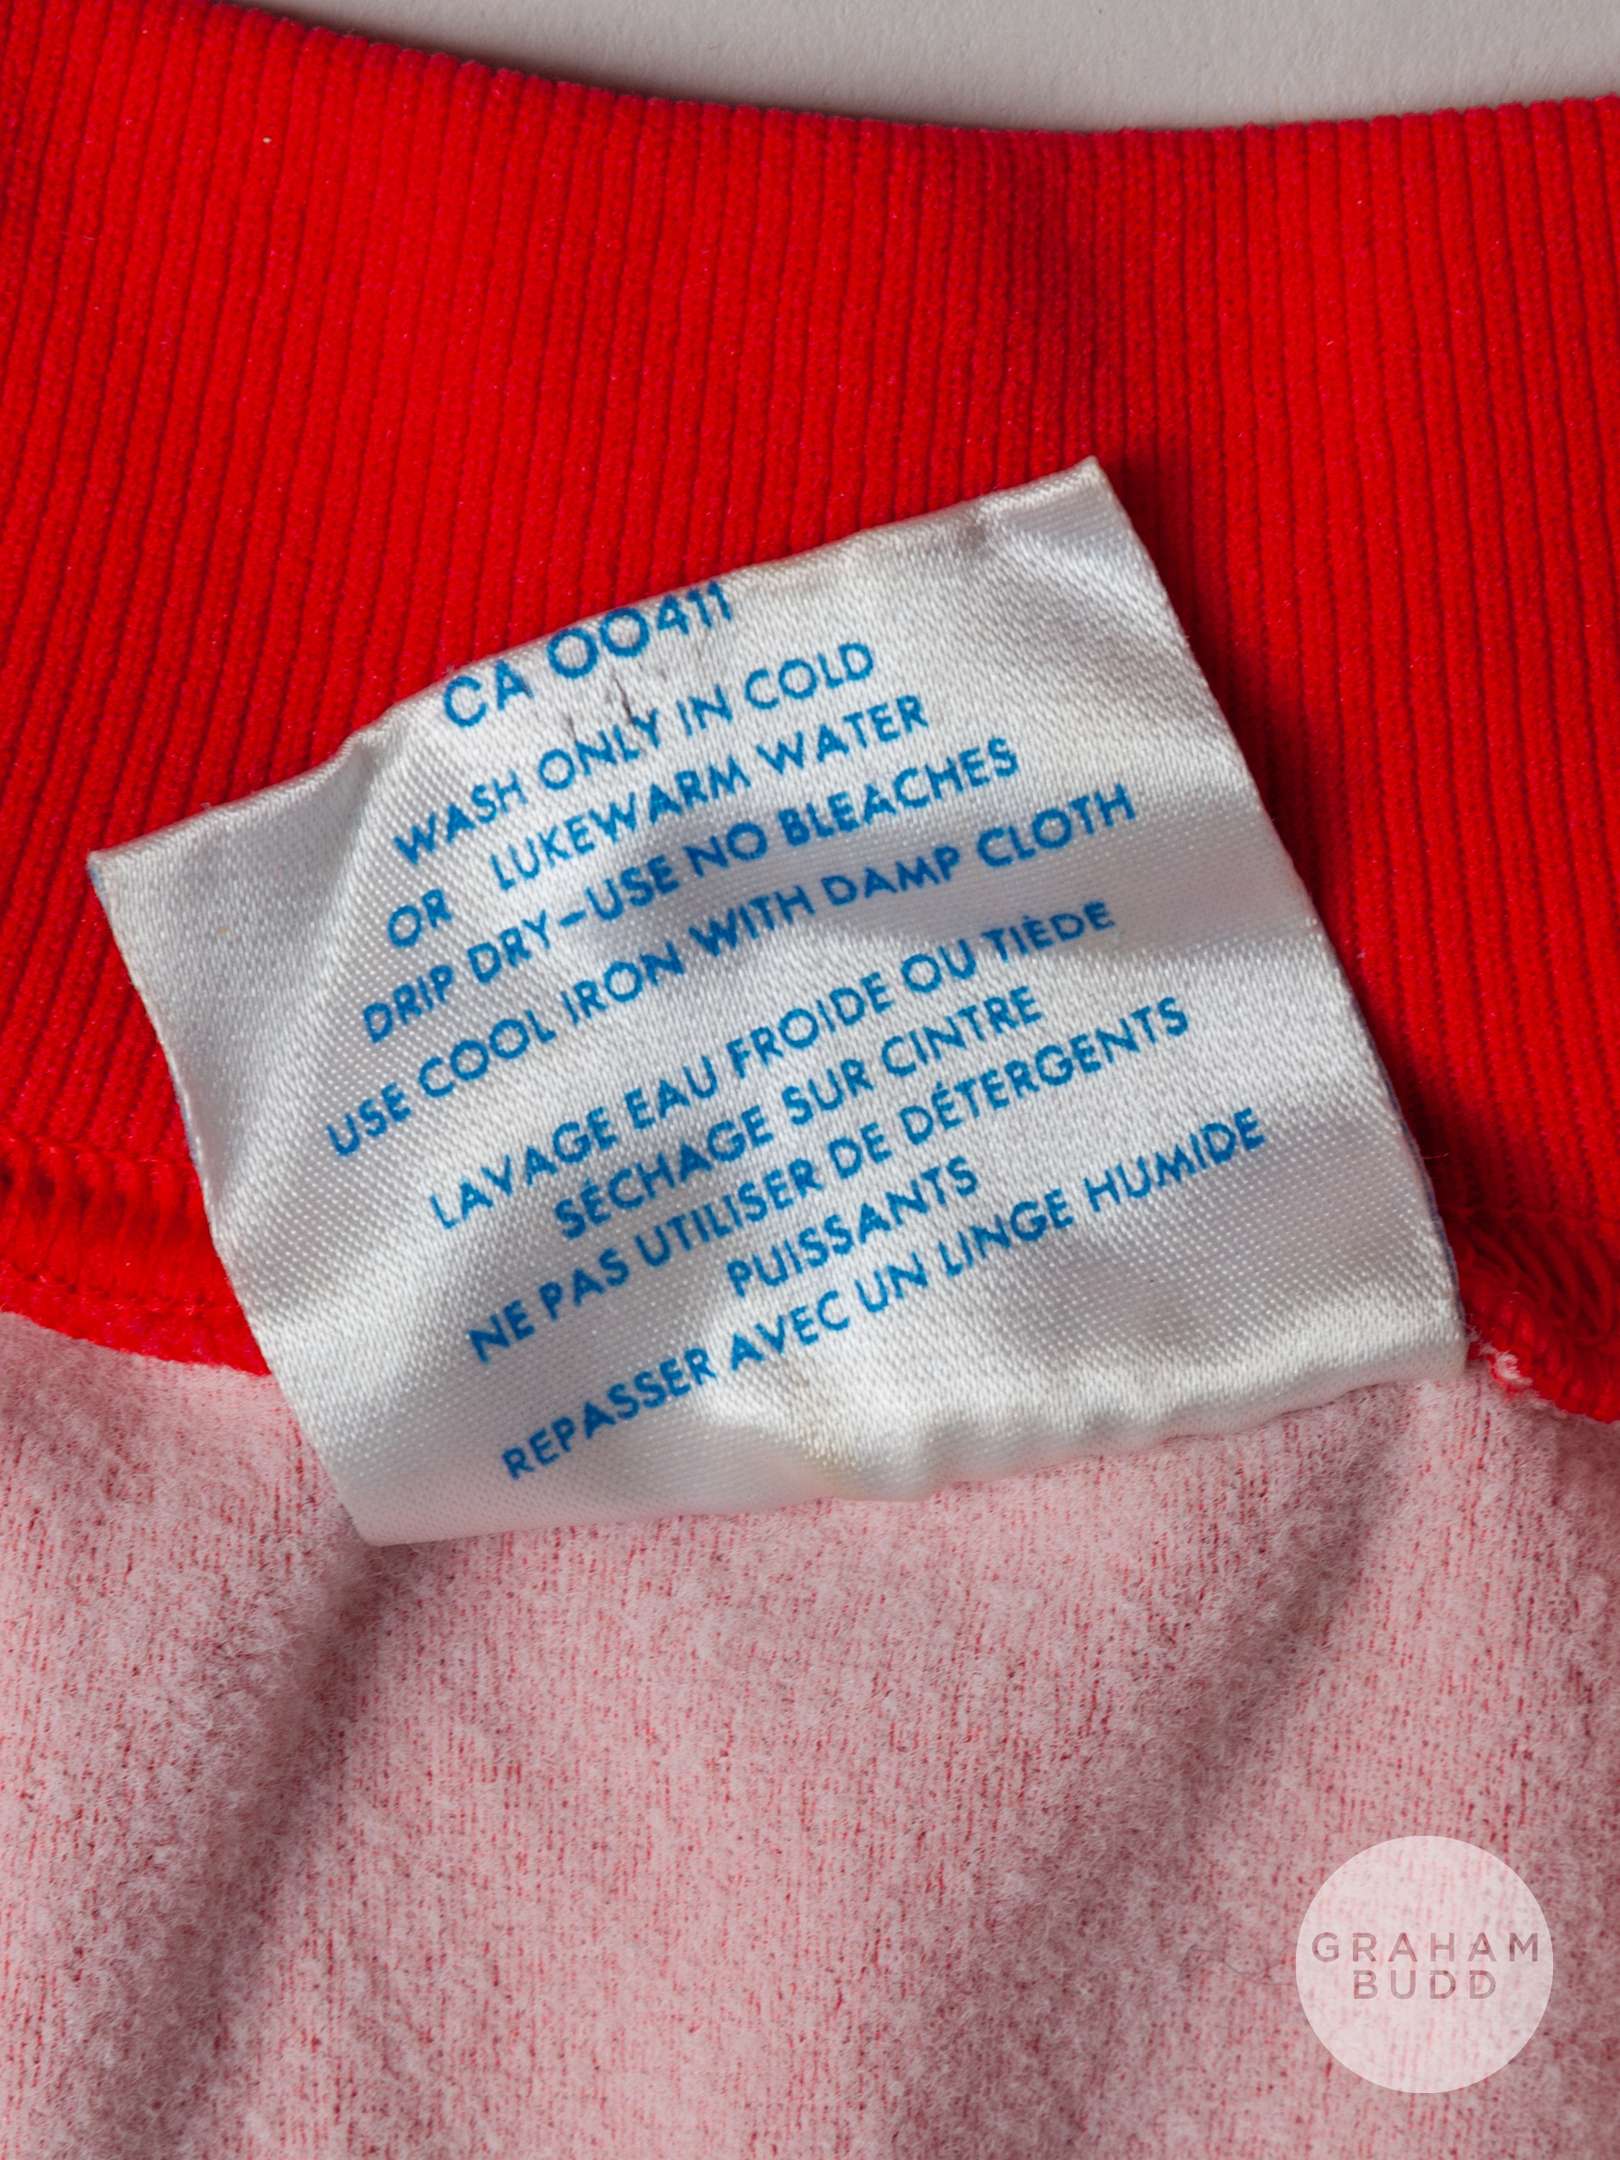 CA 00411
WASH ONLY IN COLD
OR LUKEWARM WATER
DRIP DRY–USE NO BLEACHES
USE COOL IRON WITH DAMP CLOTH
LAVAGE EAU FROIDE OU TIÈDE
SÉCHAGE SUR CINTRE
NE PAS UTILISER DE DÉTERGENTS
PUISSANTS
REPASSER AVEC UN LINGE HUMIDE
GRAHAM
BUDD